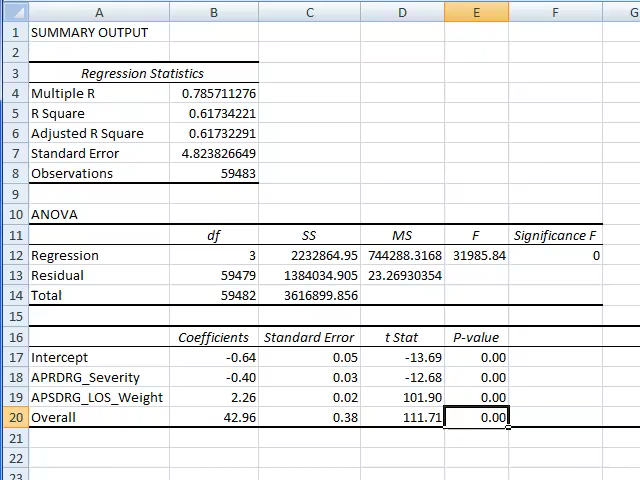 A B C D E F G
1 SUMMARY OUTPUT
2
3 Regression Statistics
4 Multiple R 0.785711276
5 R Square 0.61734221
6 Adjusted R Square 0.61732291
7 Standard Error 4.823826649
8 Observations 59483
9
10 ANOVA
11 df SS MS F Significance F
12 Regression 3 2232864.95 744288.3168 31985.84 0
13 Residual 59479 1384034.905 23.26930354
14 Total 59482 3616899.856
15
16 Coefficients Standard Error t Stat P-value
17 Intercept -0.64 0.05 -13.69 0.00
18 APRDRG_Severity -0.40 0.03 -12.68 0.00
19 APSDRG_LOS_Weight 2.26 0.02 101.90 0.00
20 Overall 42.96 0.38 111.71 0.00
21
22
23